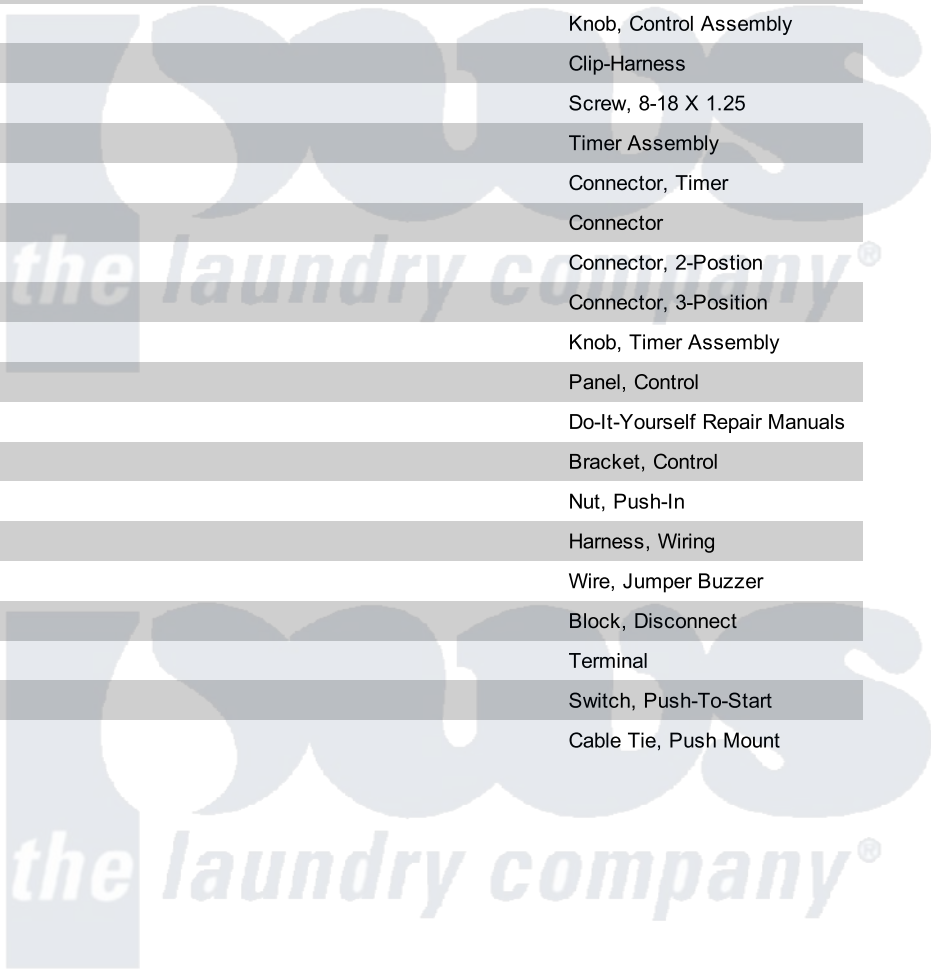 Knob, Control Assembly
Clip-Harness
Screw, 8-18 X 1.25
Timer Assembly
Connector, Timer
Connector
the laundry company®
Connector, 2-Postion
Connector, 3-Position
Knob, Timer Assembly
Panel, Control
Do-It-Yourself Repair Manuals
Bracket, Control
Nut, Push-In
Harness, Wiring
Wire, Jumper Buzzer
Block, Disconnect
Terminal
Switch, Push-To-Start
Cable Tie, Push Mount
the laundry company®